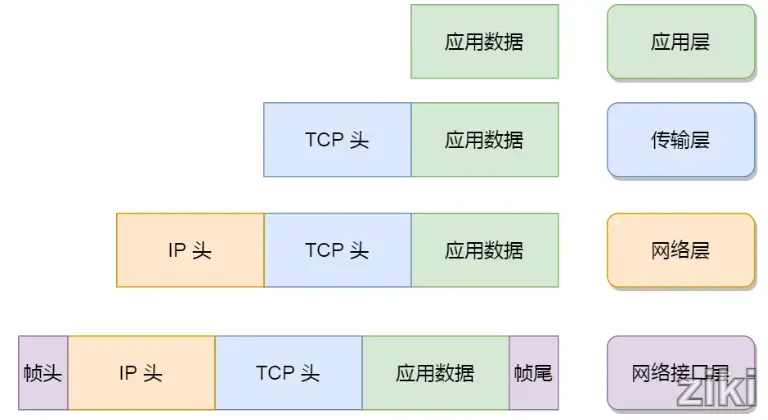 应用数据 应用层
TCP 头 应用数据 传输层
IP 头 TCP 头 应用数据 网络层
帧头 IP 头 TCP 头 应用数据 帧尾 网络接口层
ziki